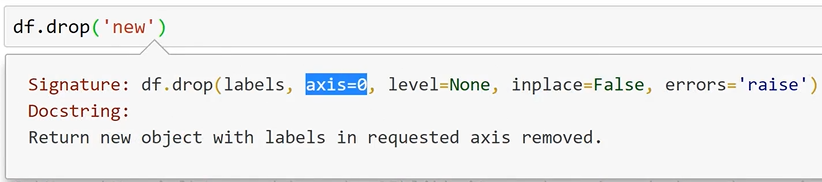 df.drop('new')
Signature: df.drop(labels, axis=0, level=None, inplace=False, errors='raise')
Docstring:
Return new object with labels in requested axis removed.